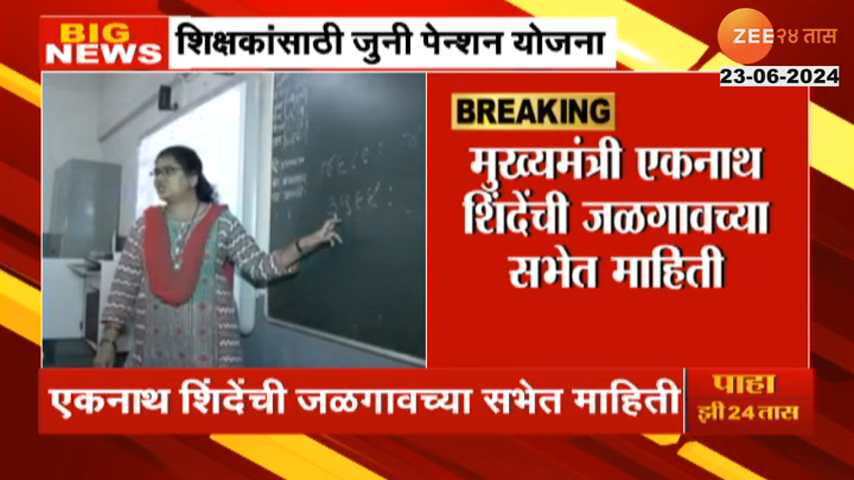 BIG NEWS
शिक्षकांसाठी जुनी पेन्शन योजना
ZEE २४ तास
23-06-2024
BREAKING
मुख्यमंत्री एकनाथ
शिंदेंची जळगावच्या
सभेत माहिती
एकनाथ शिंदेंची जळगावच्या सभेत माहिती
पाहा
झी 24 तास